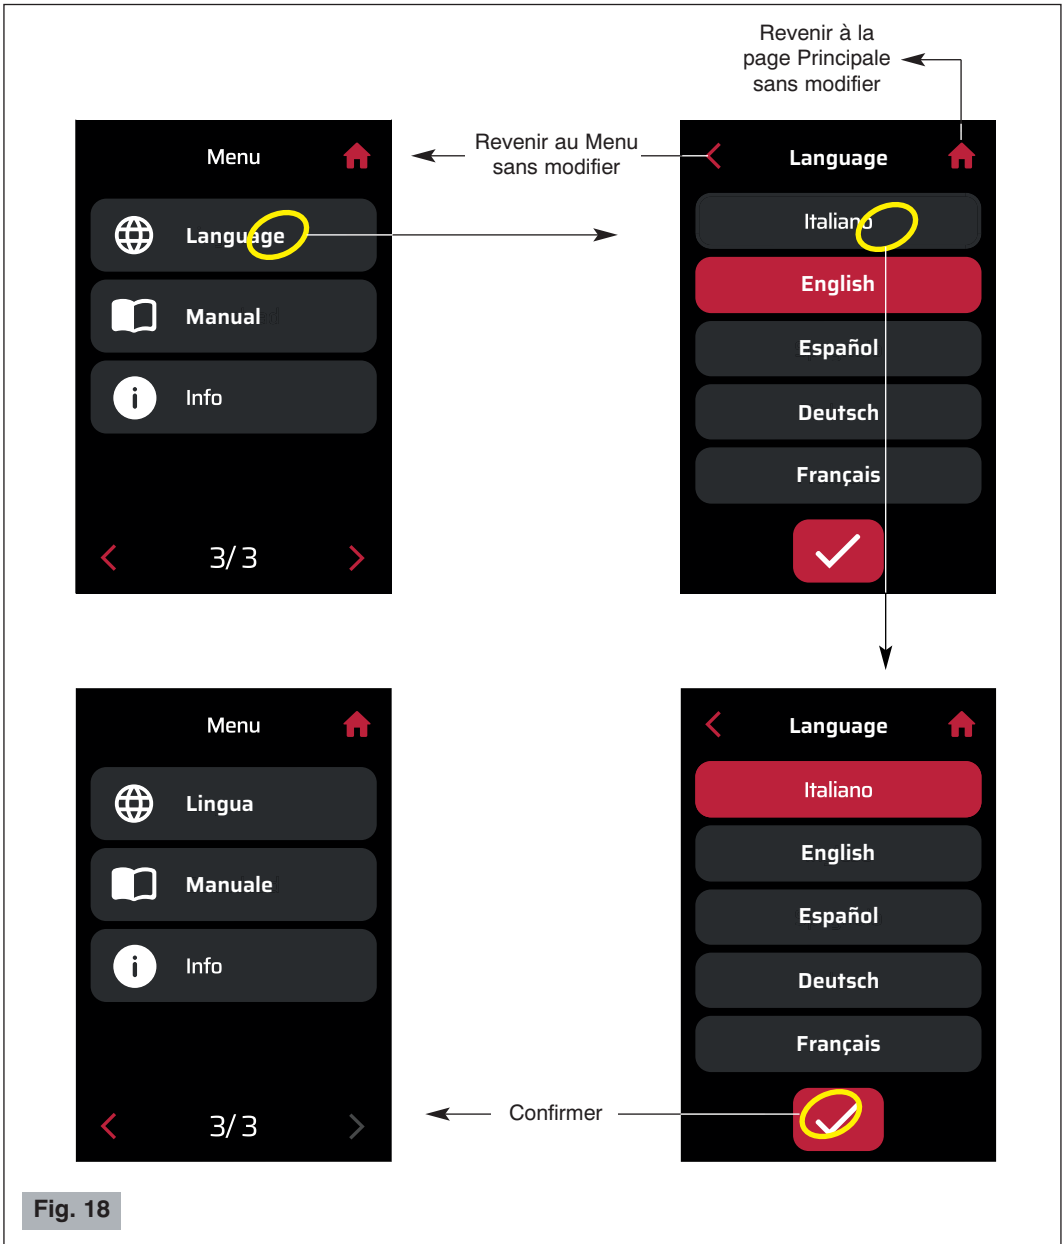 Revenir à la
page Principale
sans modifier
Menu
Language
Manual
Info
3/3
Revenir au Menu
sans modifier
Language
Italiano
English
Español
Deutsch
Français
Menu
Lingua
Manuale
Info
3/3
Confirmer
Language
Italiano
English
Español
Deutsch
Français
Fig. 18